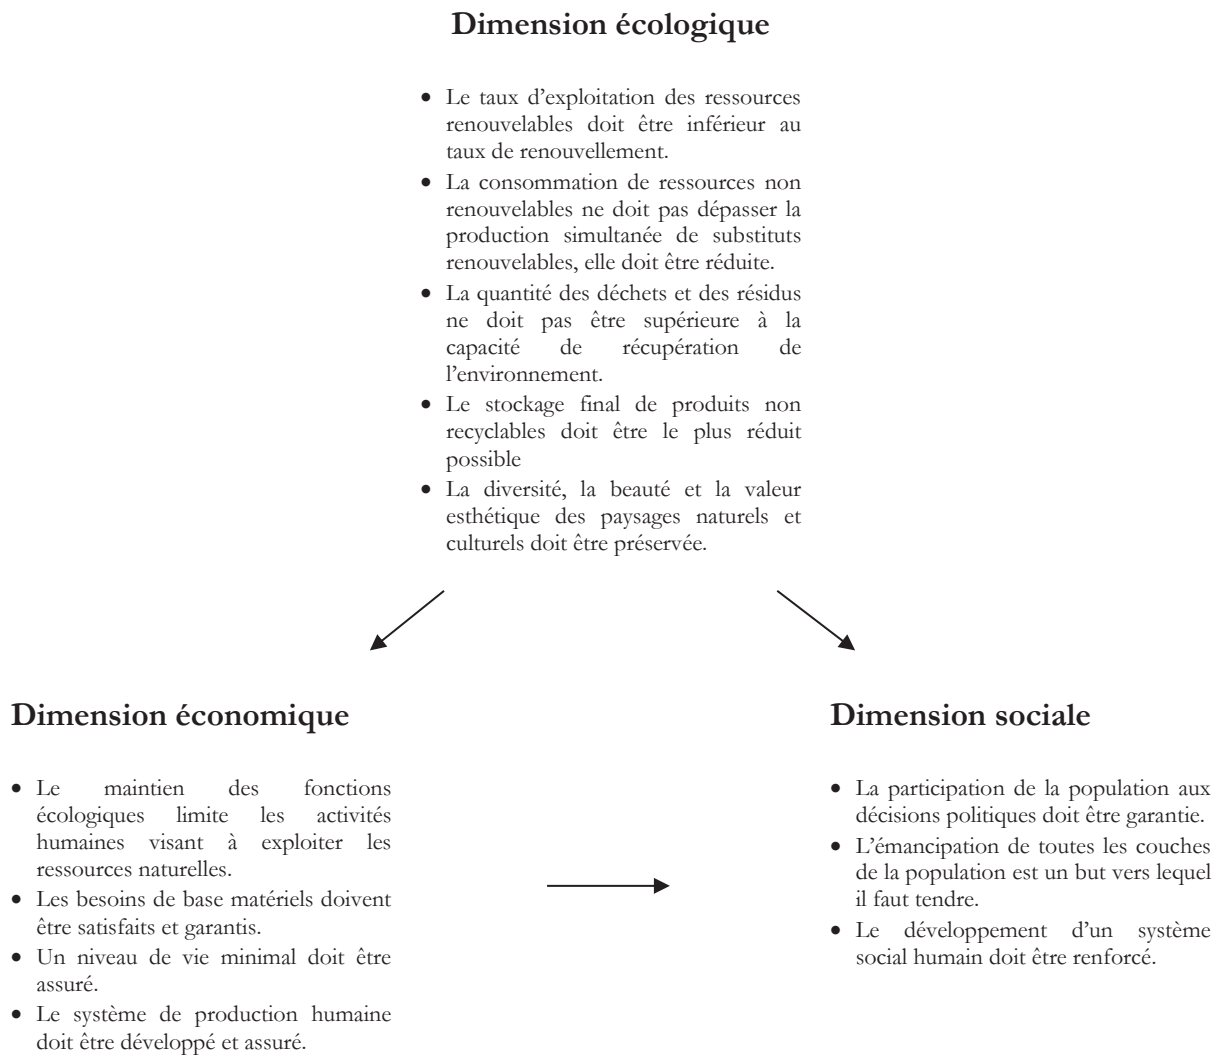 Dimension écologique
• Le taux d’exploitation des ressources
renouvelables doit être inférieur au
taux de renouvellement.
• La consommation de ressources non
renouvelables ne doit pas dépasser la
production simultanée de substituts
renouvelables, elle doit être réduite.
• La quantité des déchets et des résidus
ne doit pas être supérieure à la
capacité de récupération de
l’environnement.
• Le stockage final de produits non
recyclables doit être le plus réduit
possible
• La diversité, la beauté et la valeur
esthétique des paysages naturels et
culturels doit être préservée.
Dimension économique
• Le maintien des fonctions
écologiques limite les activités
humaines visant à exploiter les
ressources naturelles.
• Les besoins de base matériels doivent
être satisfaits et garantis.
• Un niveau de vie minimal doit être
assuré.
• Le système de production humaine
doit être développé et assuré.
Dimension sociale
• La participation de la population aux
décisions politiques doit être garantie.
• L’émancipation de toutes les couches
de la population est un but vers lequel
il faut tendre.
• Le développement d’un système
social humain doit être renforcé.